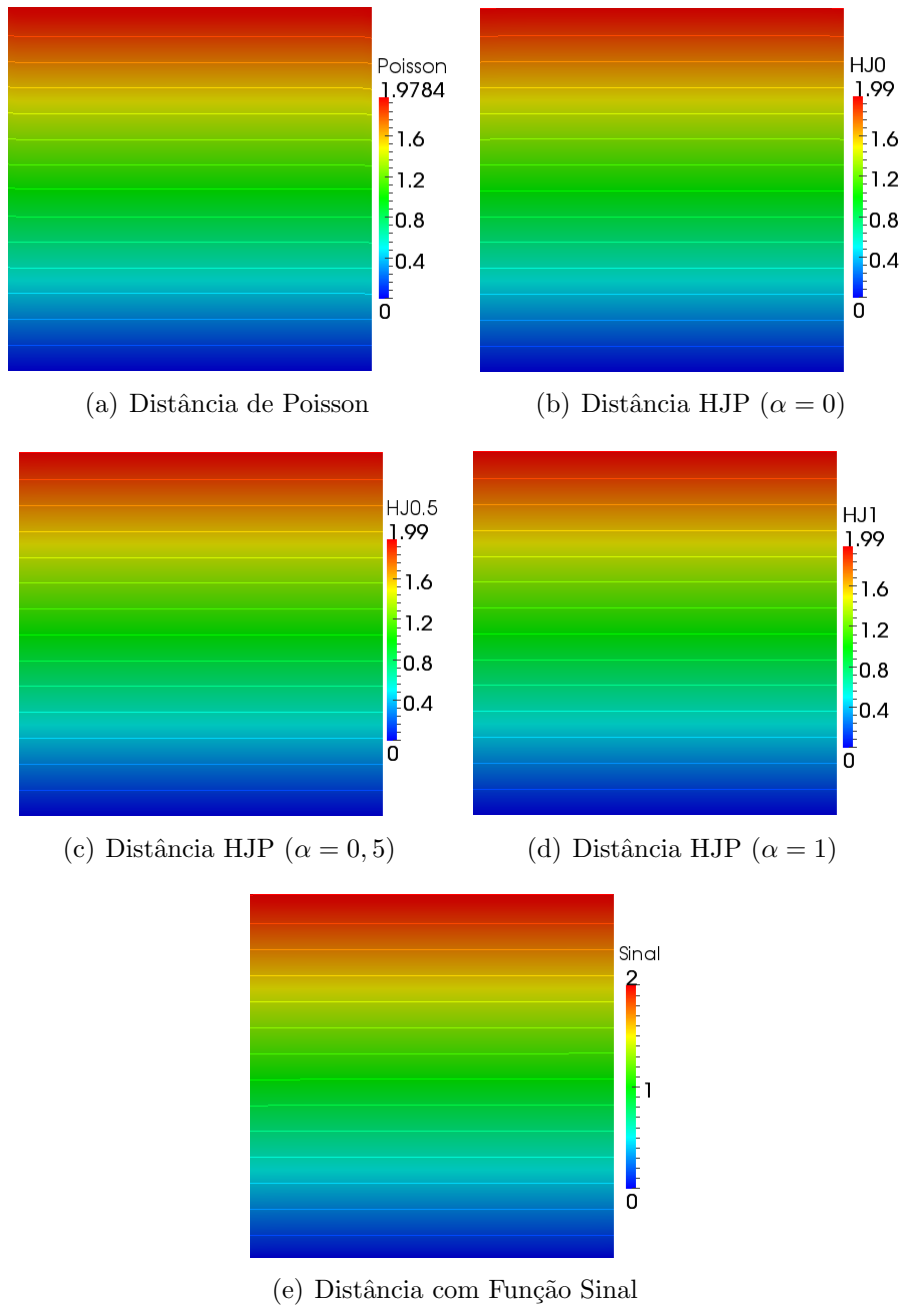 Poisson
1.9784
1.6
1.2
0.8
0.4
0
(a) Distância de Poisson
HJ0
1.99
1.6
1.2
0.8
0.4
0
(b) Distância HJP (α = 0)
HJ0.5
1.99
1.6
1.2
0.8
0.4
0
(c) Distância HJP (α = 0, 5)
HJ1
1.99
1.6
1.2
0.8
0.4
0
(d) Distância HJP (α = 1)
Sinal
2
1
0
(e) Distância com Função Sinal